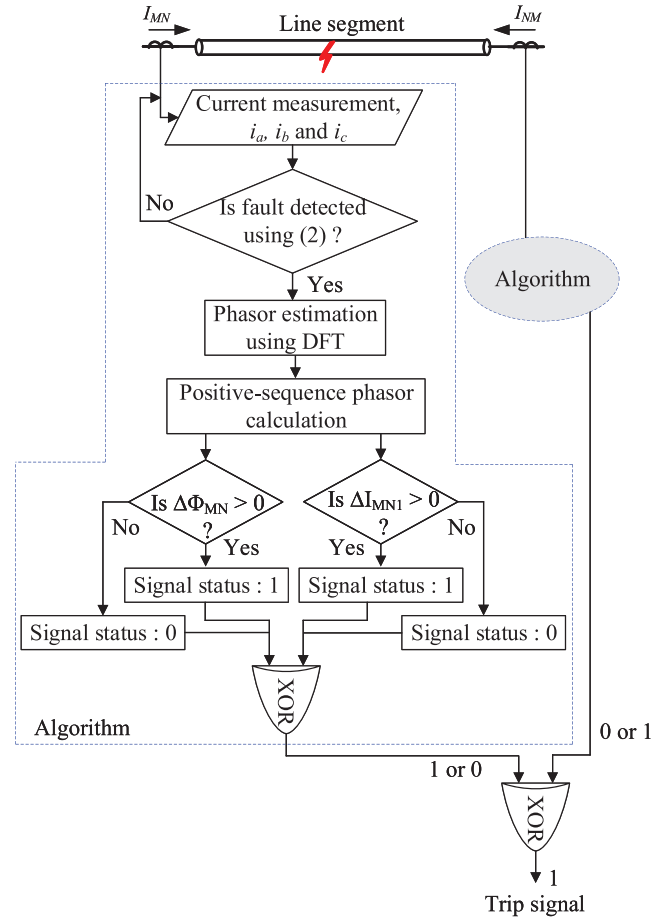 I_MN
Line segment
I_NM
Current measurement,
i_a, i_b and i_c
No
Is fault detected
using (2) ?
Yes
Algorithm
Phasor estimation
using DFT
Positive-sequence phasor
calculation
Is ΔΦ_MN > 0
?
Is ΔI_MN1 > 0
?
No
Yes
Yes
No
Signal status : 1
Signal status : 1
Signal status : 0
Signal status : 0
XOR
Algorithm
0 or 1
1 or 0
XOR
1
Trip signal